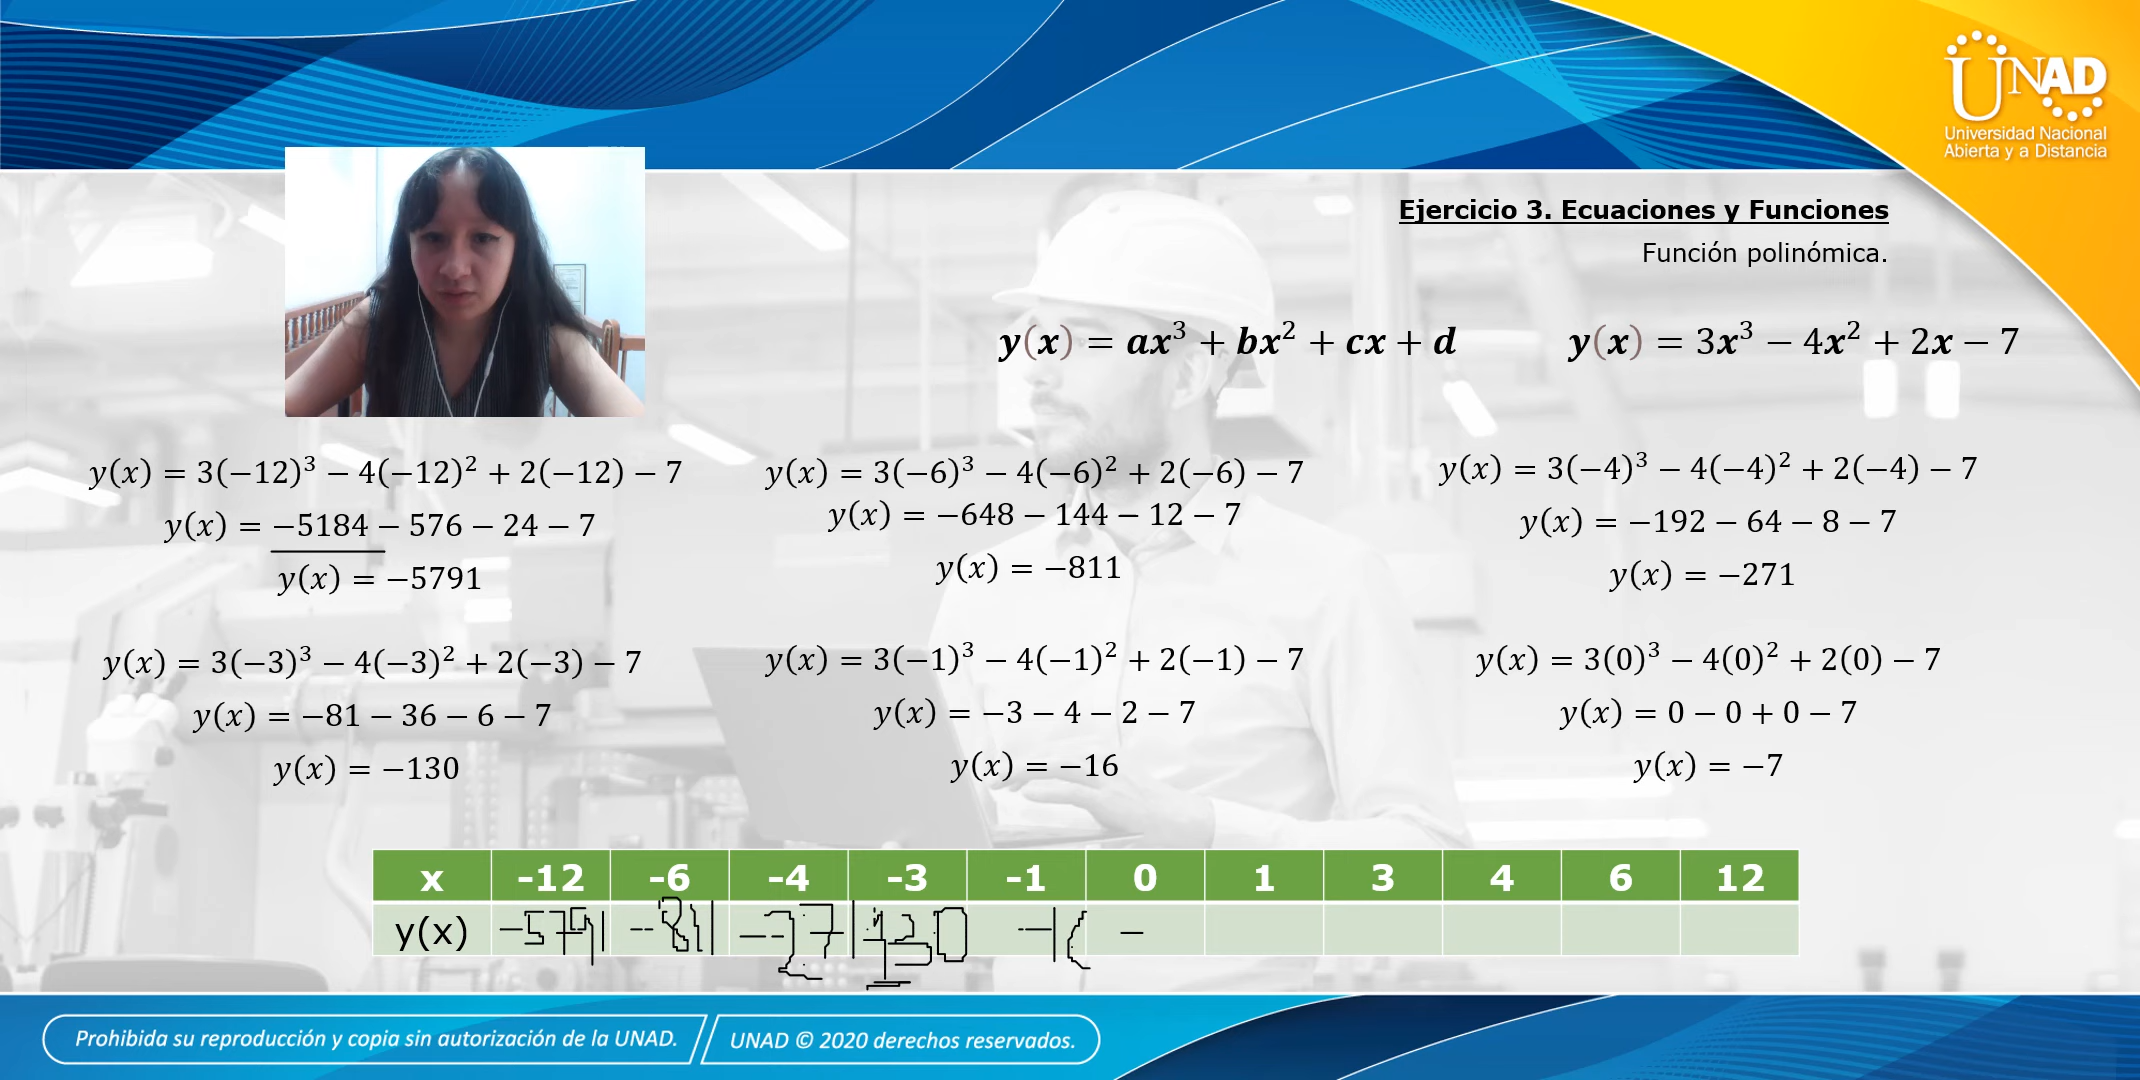 UNAD
Universidad Nacional
Abierta y a Distancia
Ejercicio 3. Ecuaciones y Funciones
Función polinómica.
y(x) = ax³ + bx² + cx + d    y(x) = 3x³ − 4x² + 2x − 7
y(x) = 3(−12)³ − 4(−12)² + 2(−12) − 7
y(x) = −5184 − 576 − 24 − 7
y(x) = −5791
y(x) = 3(−6)³ − 4(−6)² + 2(−6) − 7
y(x) = −648 − 144 − 12 − 7
y(x) = −811
y(x) = 3(−4)³ − 4(−4)² + 2(−4) − 7
y(x) = −192 − 64 − 8 − 7
y(x) = −271
y(x) = 3(−3)³ − 4(−3)² + 2(−3) − 7
y(x) = −81 − 36 − 6 − 7
y(x) = −130
y(x) = 3(−1)³ − 4(−1)² + 2(−1) − 7
y(x) = −3 − 4 − 2 − 7
y(x) = −16
y(x) = 3(0)³ − 4(0)² + 2(0) − 7
y(x) = 0 − 0 + 0 − 7
y(x) = −7
x -12 -6 -4 -3 -1 0 1 3 4 6 12
y(x) -5791 -811 -271 -130 -16 -
Prohibida su reproducción y copia sin autorización de la UNAD. // UNAD © 2020 derechos reservados.